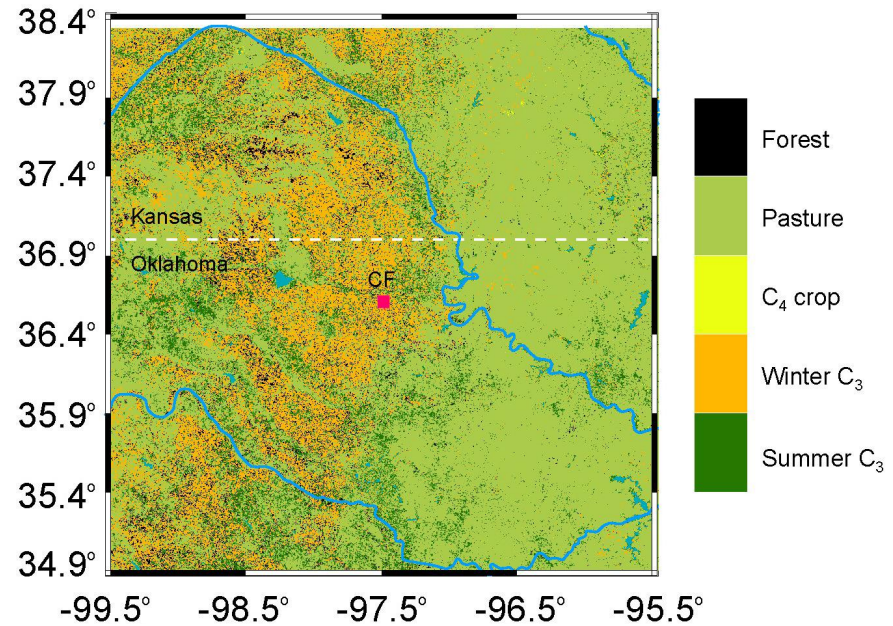 38.4°
37.9°
37.4°
36.9°
36.4°
35.9°
35.4°
34.9°
-99.5°
-98.5°
-97.5°
-96.5°
-95.5°
Kansas
Oklahoma
CF
Forest
Pasture
C₄ crop
Winter C₃
Summer C₃